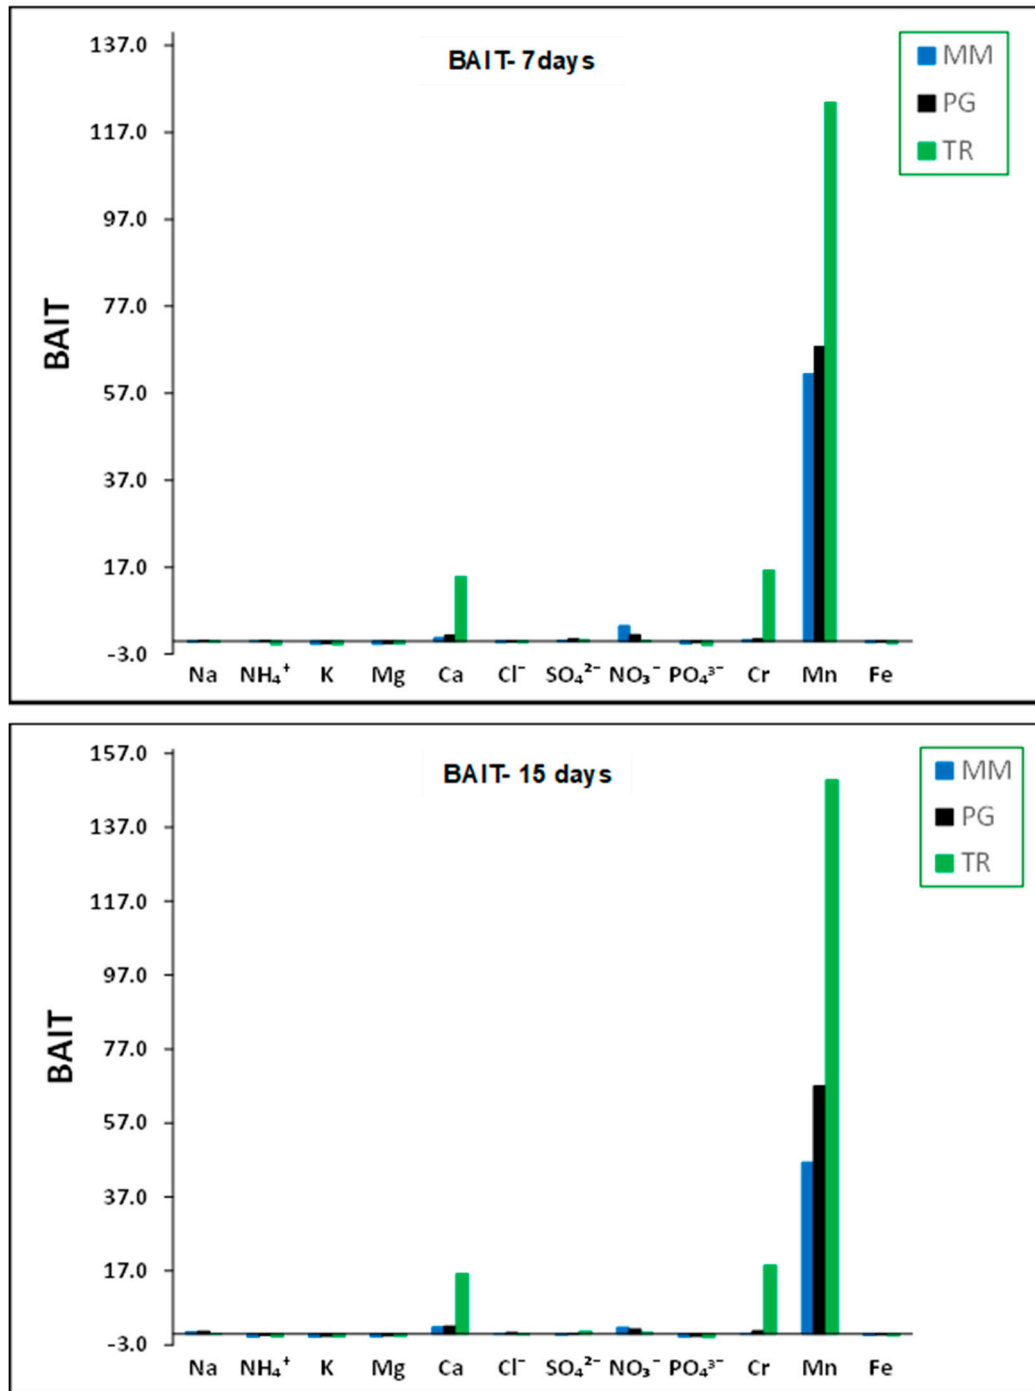 BAIT- 7days
MM
PG
TR
BAIT
137.0
117.0
97.0
77.0
57.0
37.0
17.0
-3.0
Na NH₄⁺ K Mg Ca Cl⁻ SO₄²⁻ NO₃⁻ PO₄³⁻ Cr Mn Fe
BAIT- 15 days
MM
PG
TR
BAIT
157.0
137.0
117.0
97.0
77.0
57.0
37.0
17.0
-3.0
Na NH₄⁺ K Mg Ca Cl⁻ SO₄²⁻ NO₃⁻ PO₄³⁻ Cr Mn Fe